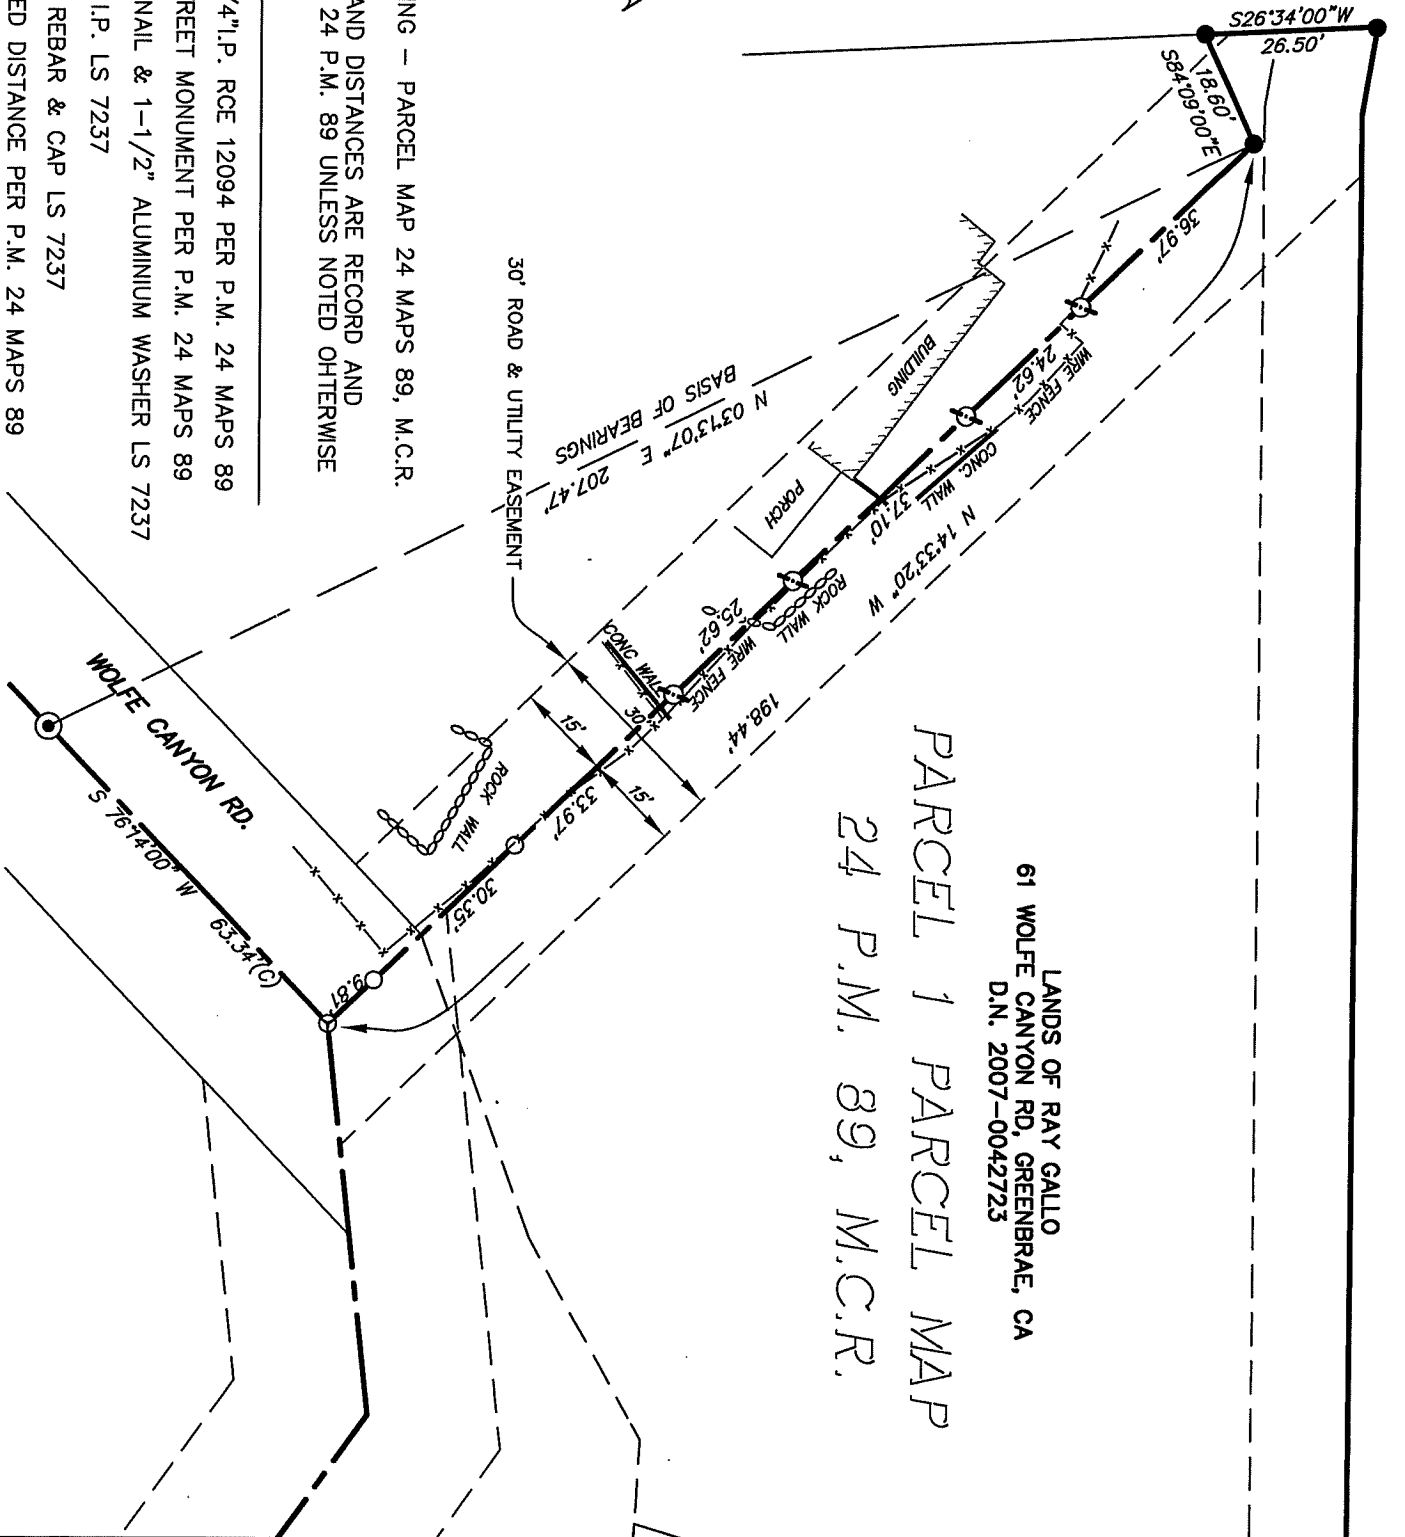 ING – PARCEL MAP 24 MAPS 89, M.C.R.
AND DISTANCES ARE RECORD AND
24 P.M. 89 UNLESS NOTED OHTERWISE
/4"I.P. RCE 12094 PER P.M. 24 MAPS 89
REET MONUMENT PER P.M. 24 MAPS 89
NAIL & 1–1/2" ALUMINIUM WASHER LS 7237
I.P. LS 7237
REBAR & CAP LS 7237
ED DISTANCE PER P.M. 24 MAPS 89
S26°34'00"W
26.50'
18.60'
S84°09'00"E
36.97'
24.62'
WIRE FENCE
BUILDING
CONC. WALL
37.10'
PORCH
N 14°33'20" W
198.44'
ROCK WALL
25.62'
WIRE FENCE
CONC WALL
30'
15'
15'
33.97'
ROCK WALL
30.35'
9.81'
30' ROAD & UTILITY EASEMENT
N 03°13'07" E 207.47'
BASIS OF BEARINGS
WOLFE CANYON RD.
S 76°14'00" W 63.34'(C)
LANDS OF RAY GALLO
61 WOLFE CANYON RD, GREENBRAE, CA
D.N. 2007–0042723
PARCEL 1 PARCEL MAP
24 P.M. 89, M.C.R.